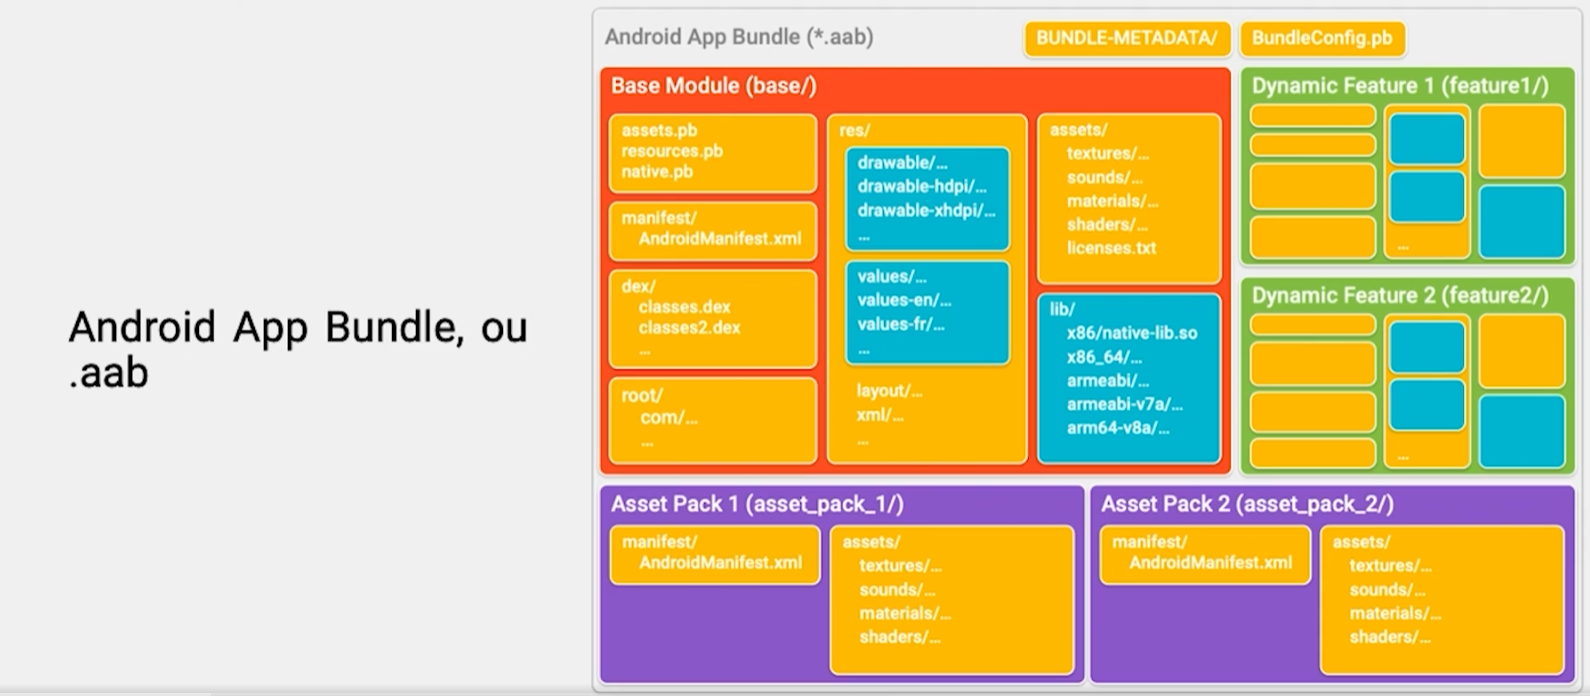 Android App Bundle, ou
.aab
Android App Bundle (*.aab)
BUNDLE-METADATA/
BundleConfig.pb
Base Module (base/)
assets.pb
resources.pb
native.pb
manifest/
AndroidManifest.xml
dex/
classes.dex
classes2.dex
...
root/
com/...
...
res/
drawable/...
drawable-hdpi/...
drawable-xhdpi/...
...
values/...
values-en/...
values-fr/...
...
layout/...
xml/...
...
assets/
textures/...
sounds/...
materials/...
shaders/...
licenses.txt
lib/
x86/native-lib.so
x86_64/...
armeabi/...
armeabi-v7a/...
arm64-v8a/...
Dynamic Feature 1 (feature1/)
...
Dynamic Feature 2 (feature2/)
...
Asset Pack 1 (asset_pack_1/)
manifest/
AndroidManifest.xml
assets/
textures/...
sounds/...
materials/...
shaders/...
Asset Pack 2 (asset_pack_2/)
manifest/
AndroidManifest.xml
assets/
textures/...
sounds/...
materials/...
shaders/...